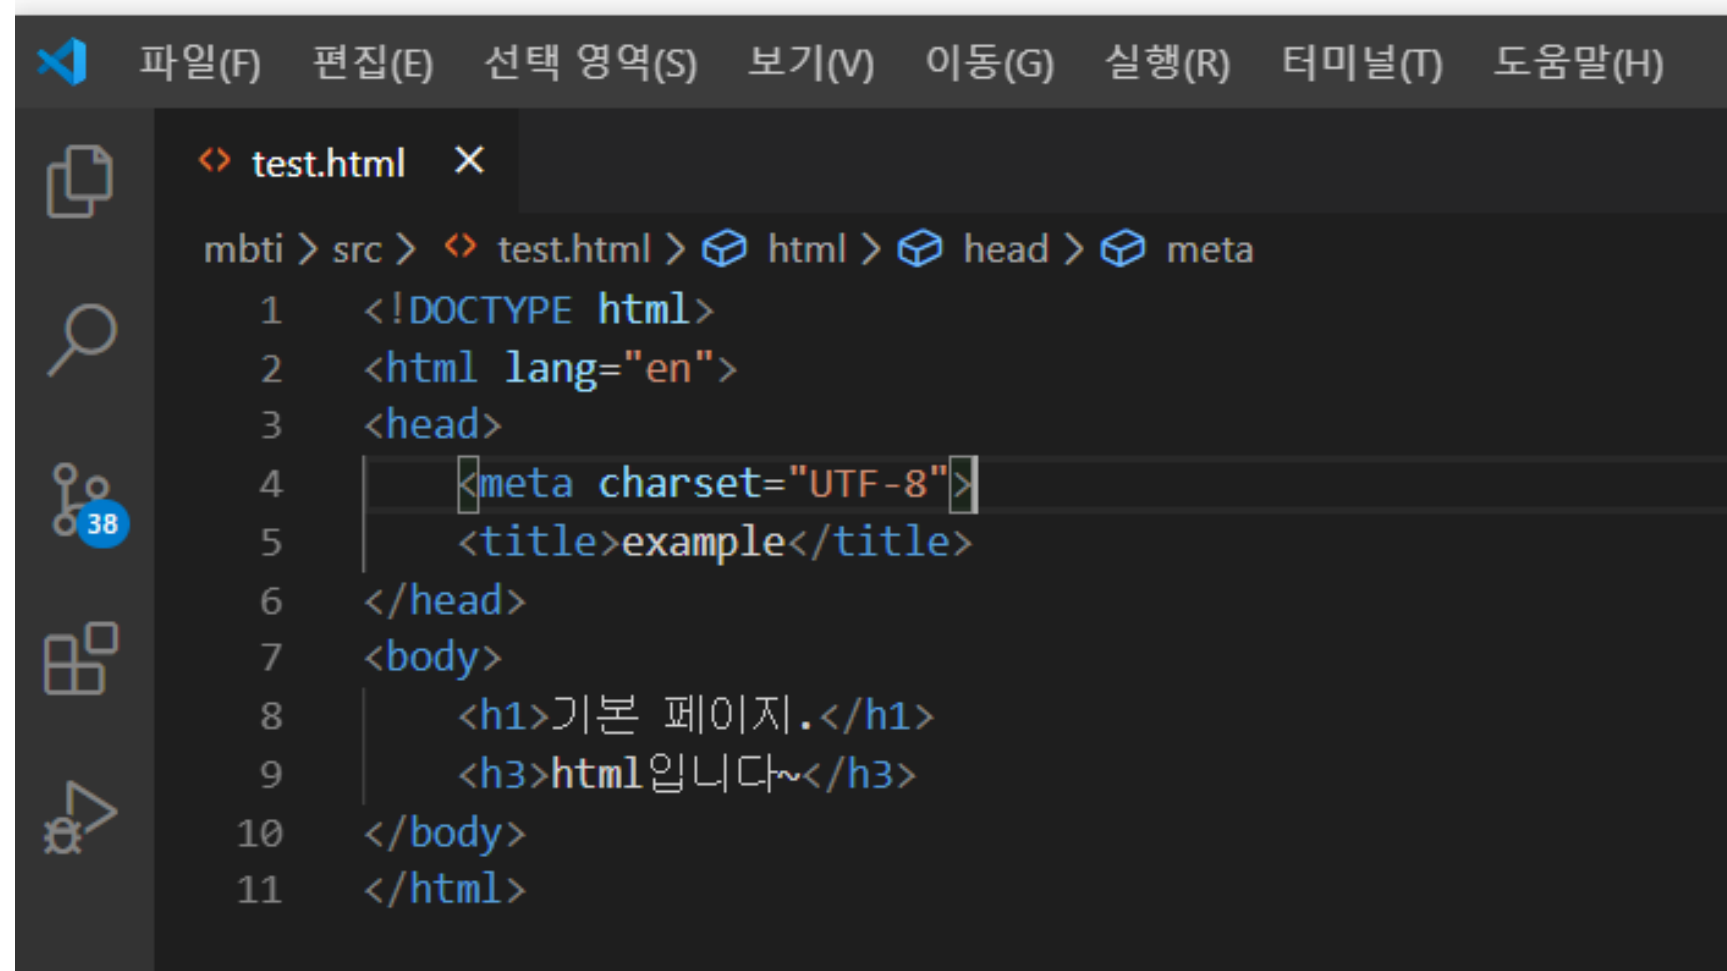 파일(F) 편집(E) 선택 영역(S) 보기(V) 이동(G) 실행(R) 터미널(T) 도움말(H)
test.html
mbti > src > test.html > html > head > meta
1 <!DOCTYPE html>
2 <html lang="en">
3 <head>
4     <meta charset="UTF-8">
5     <title>example</title>
6 </head>
7 <body>
8     <h1>기본 페이지.</h1>
9     <h3>html입니다~</h3>
10 </body>
11 </html>
38